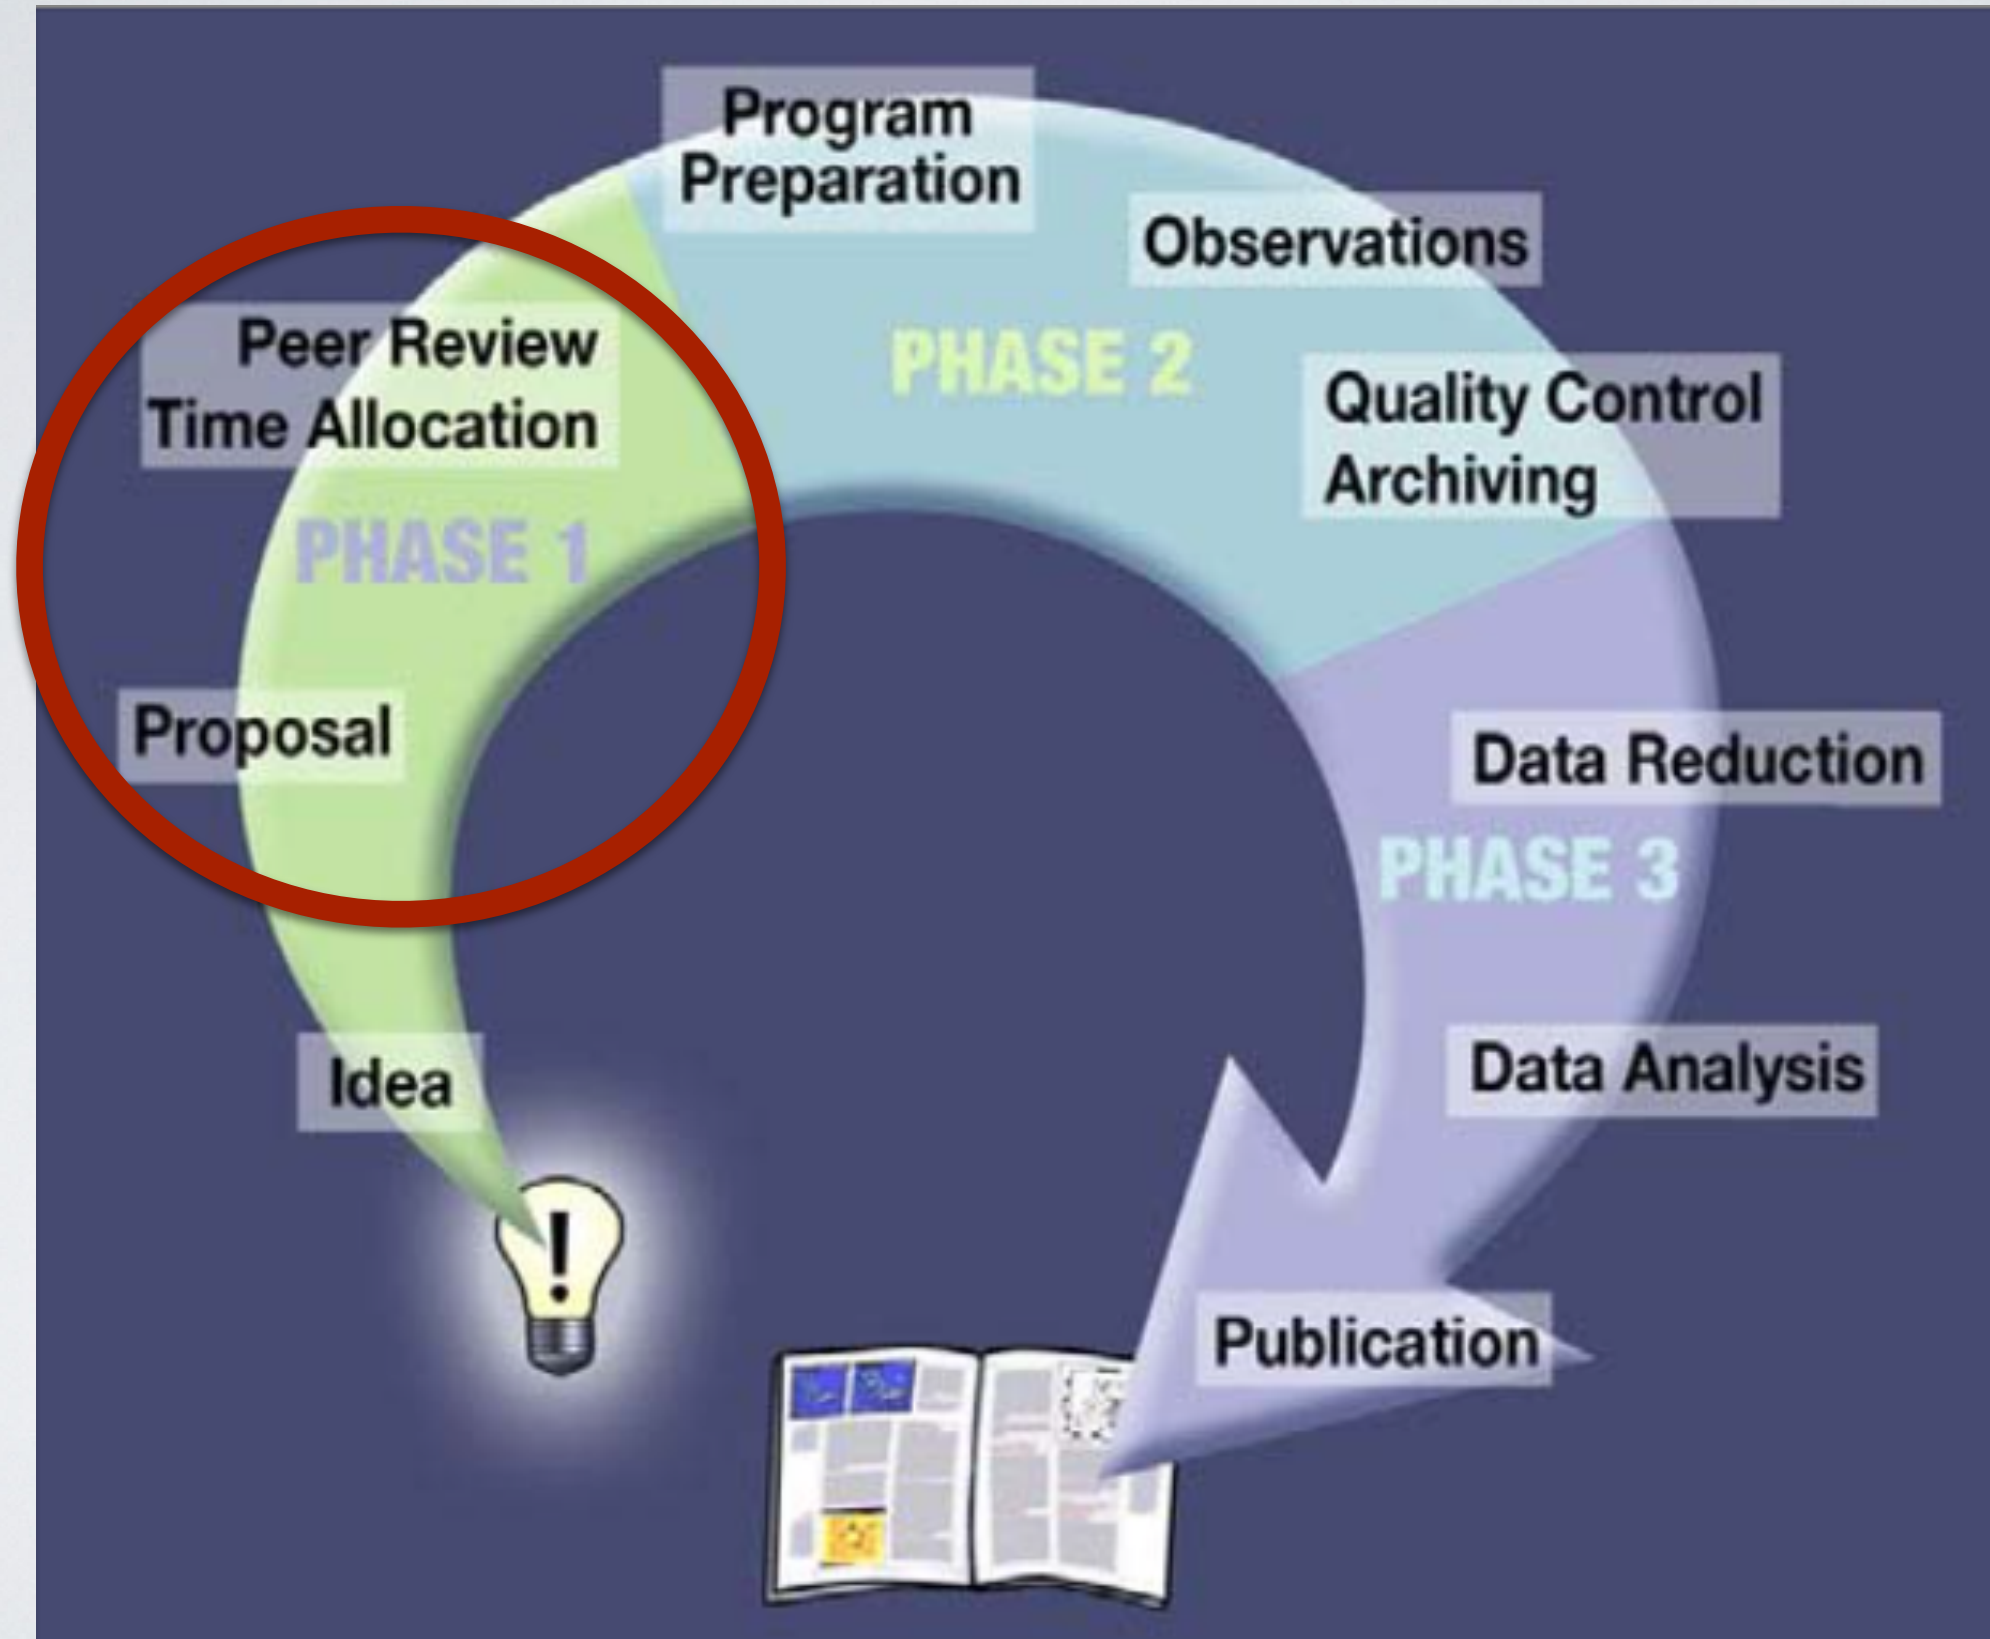 Program
Preparation
Observations
Peer Review
Time Allocation
PHASE 2
Quality Control
Archiving
PHASE 1
Proposal
Data Reduction
PHASE 3
Data Analysis
Idea
!
Publication